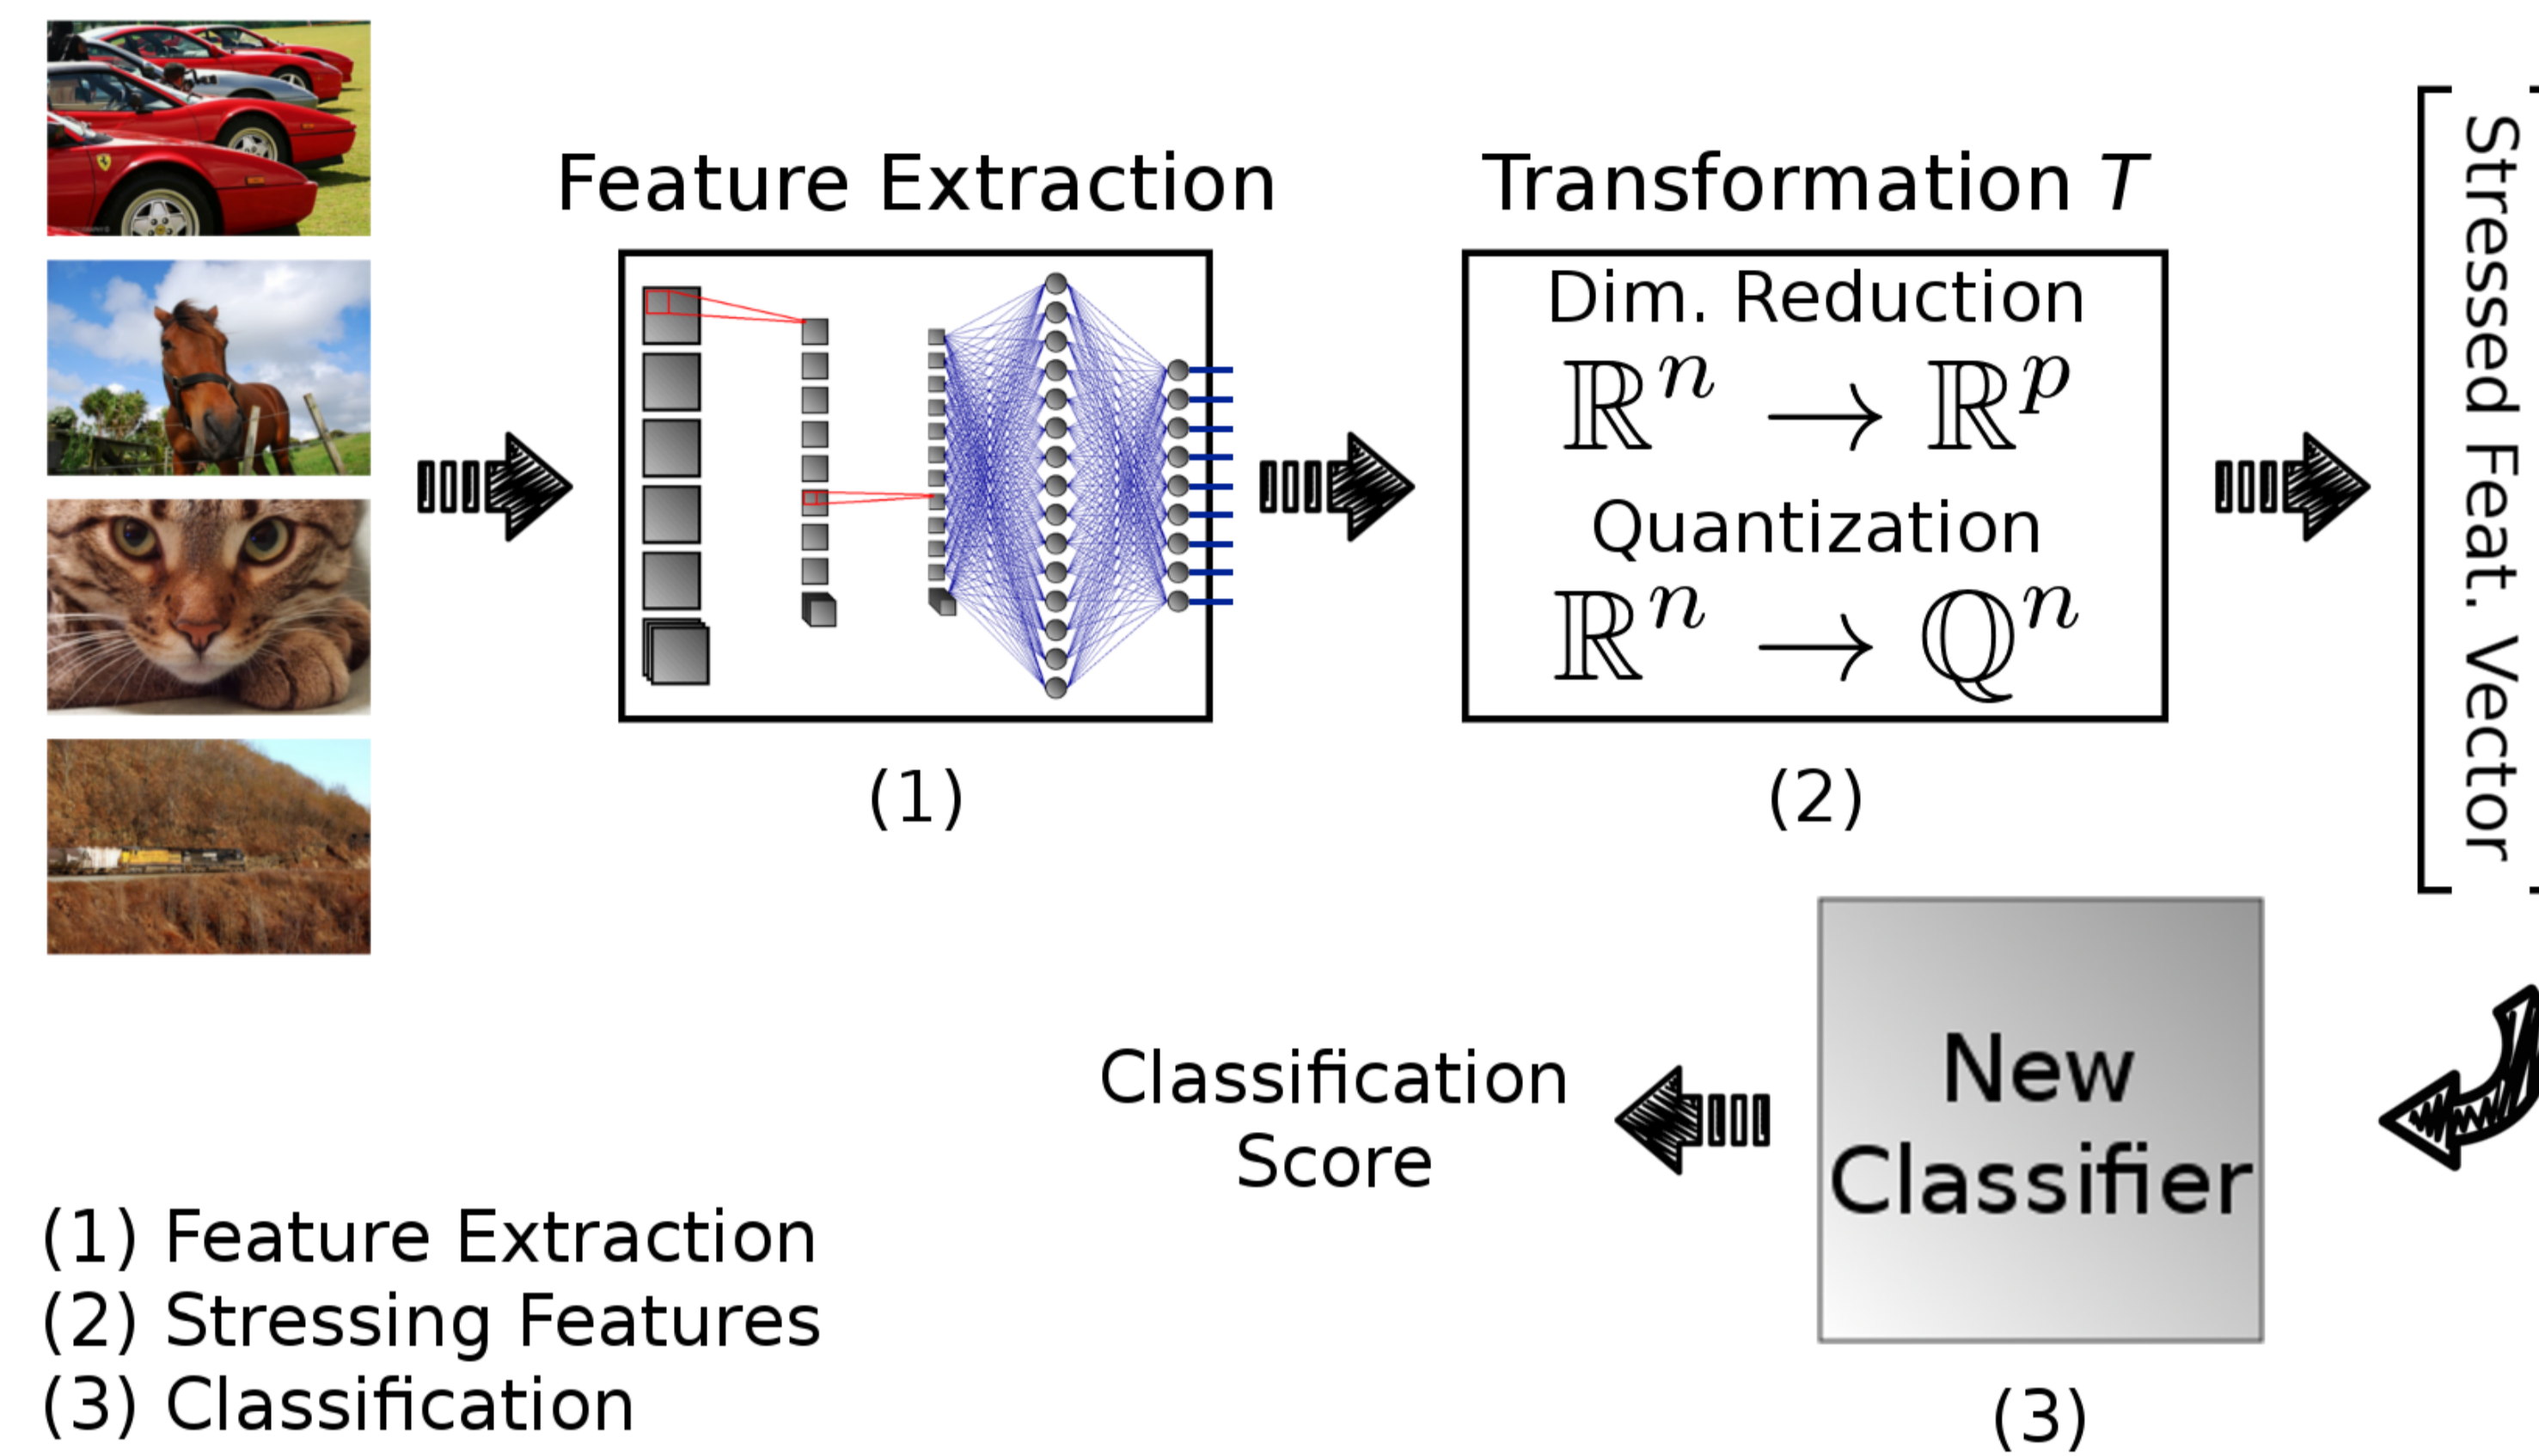 Feature Extraction
Transformation T
Dim. Reduction
ℝⁿ → ℝᵖ
Quantization
ℝⁿ → ℚⁿ
Stressed Feat. Vector
(1)
(2)
New
Classifier
(3)
Classification
Score
(1) Feature Extraction
(2) Stressing Features
(3) Classification